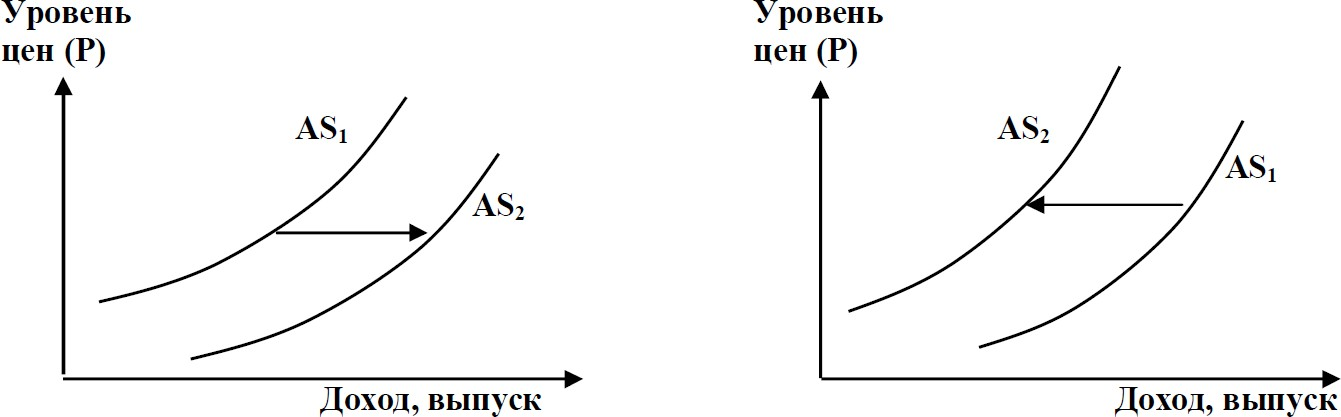 Уровень
цен (P)
AS₁
AS₂
Доход, выпуск
Уровень
цен (P)
AS₂
AS₁
Доход, выпуск